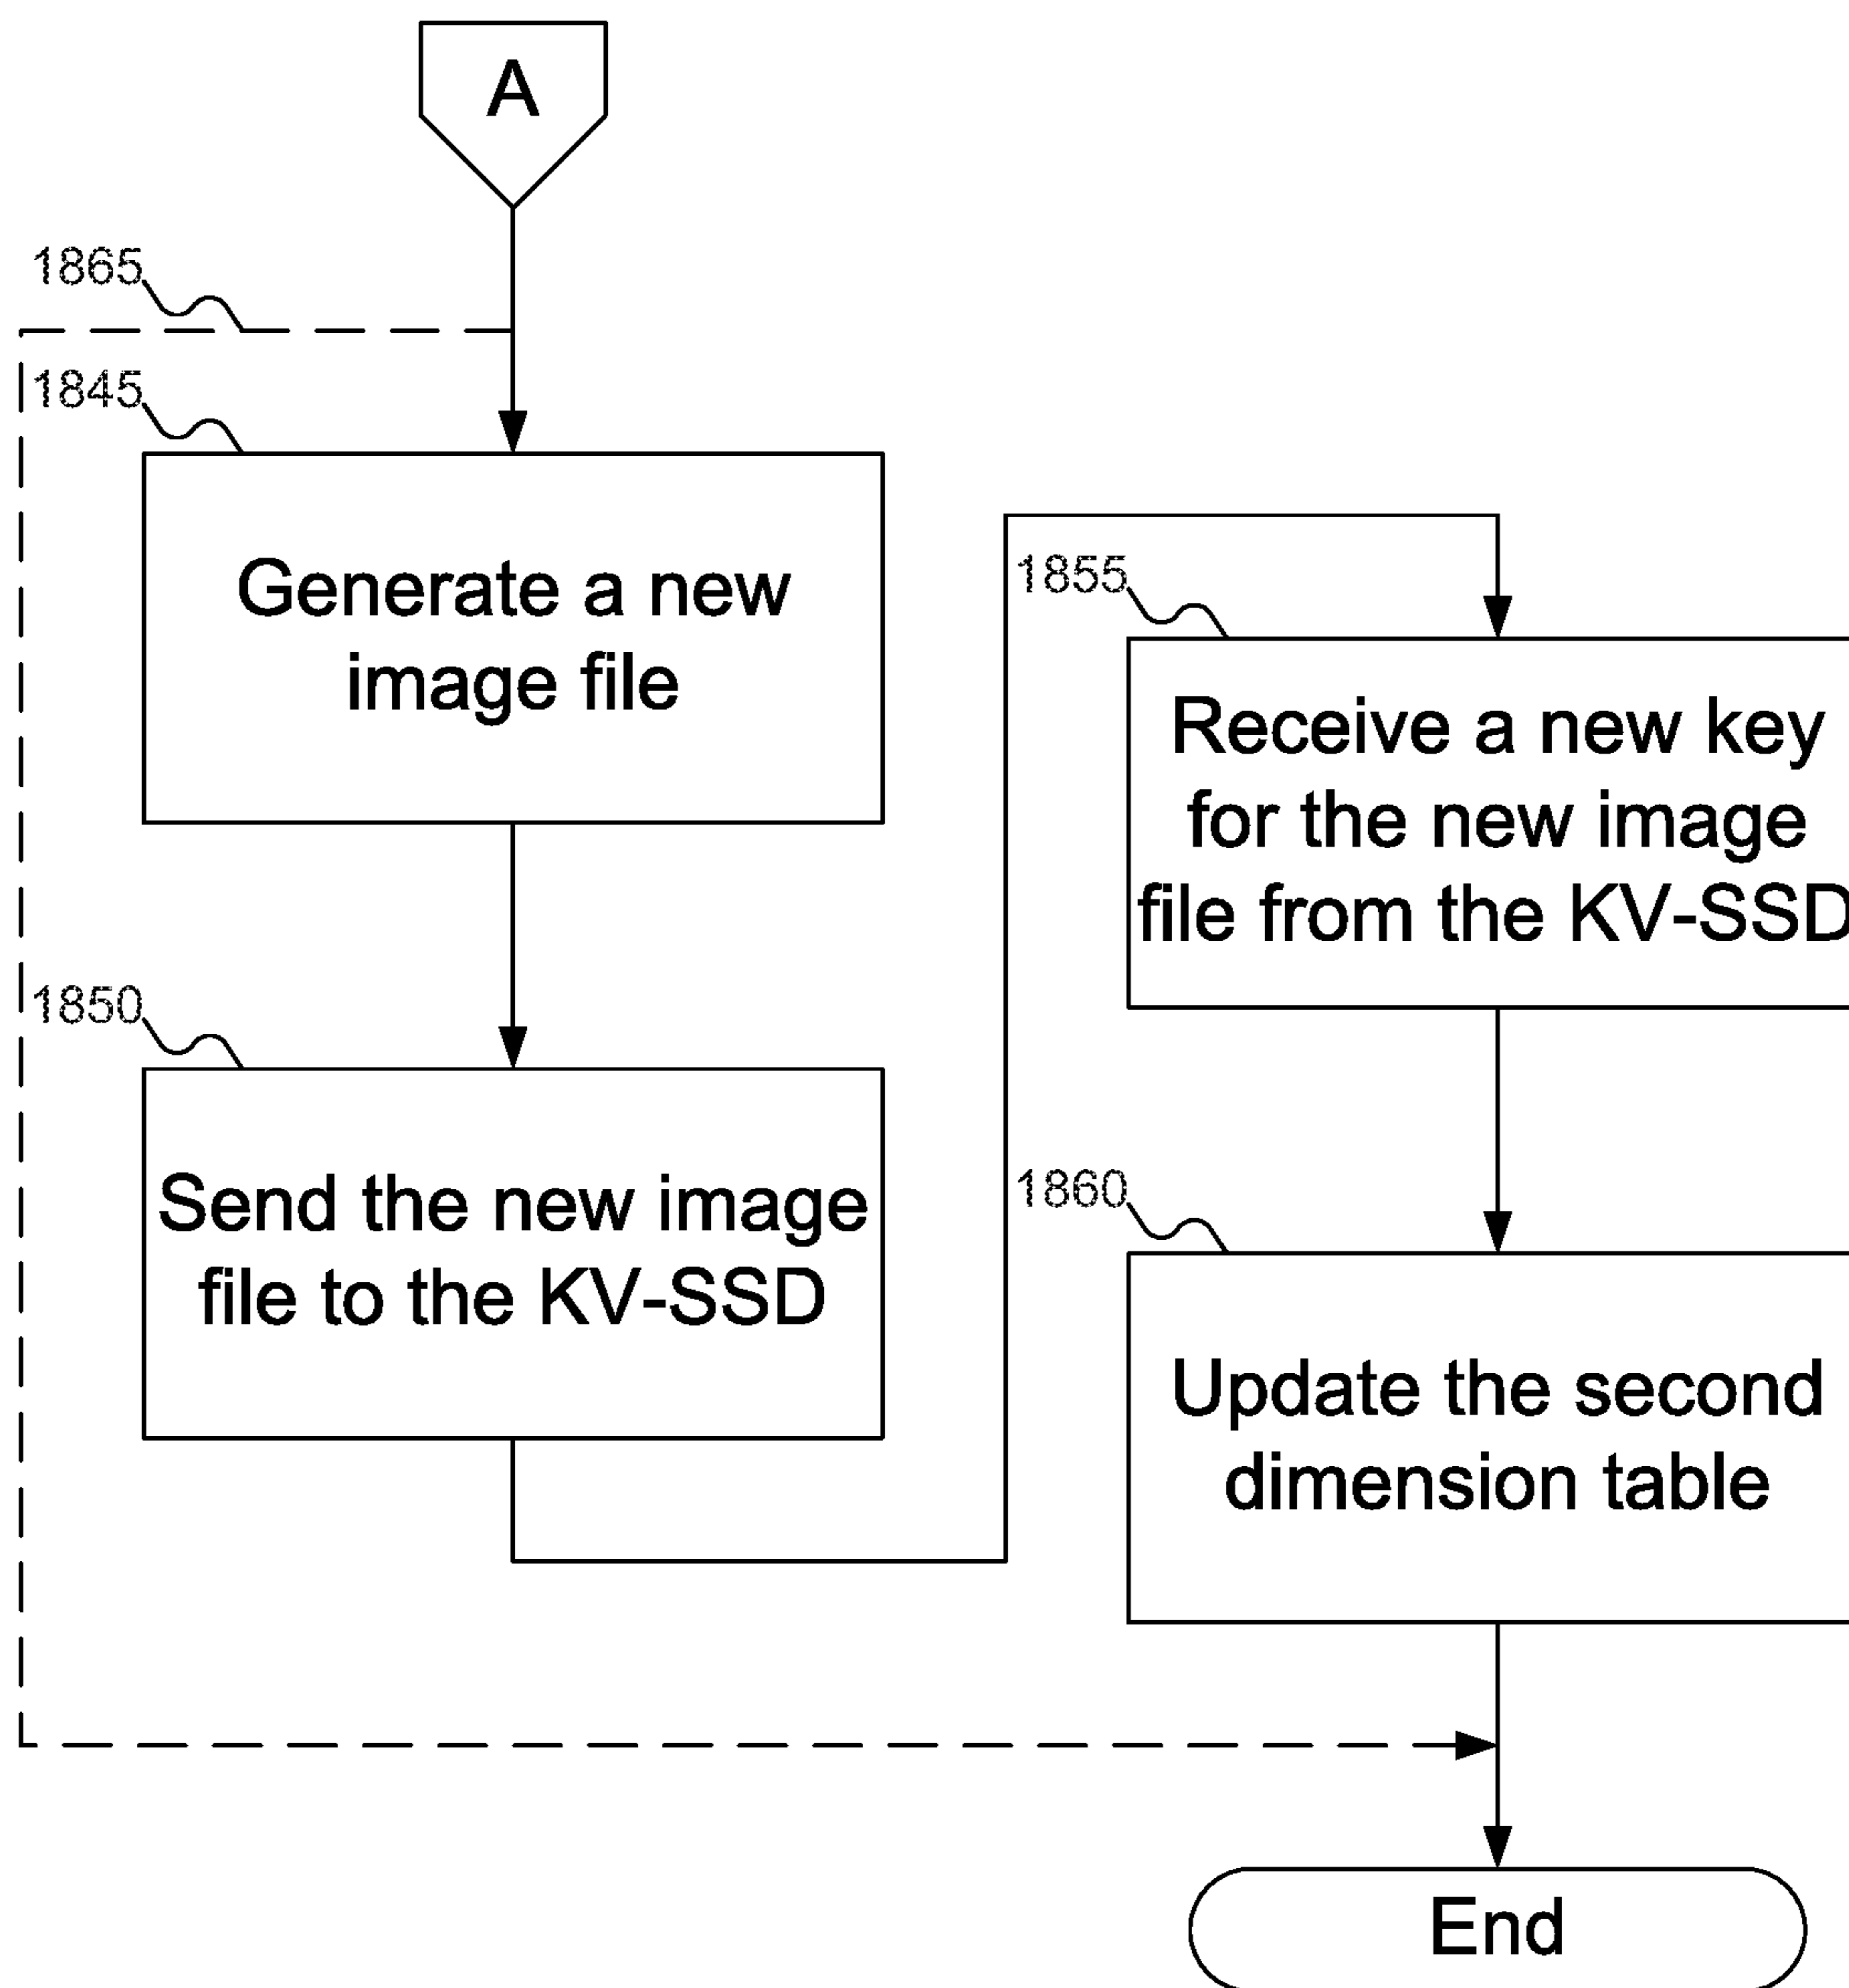 A
1865
1845
Generate a new
image file
1850
Send the new image
file to the KV-SSD
1855
Receive a new key
for the new image
file from the KV-SSD
1860
Update the second
dimension table
End